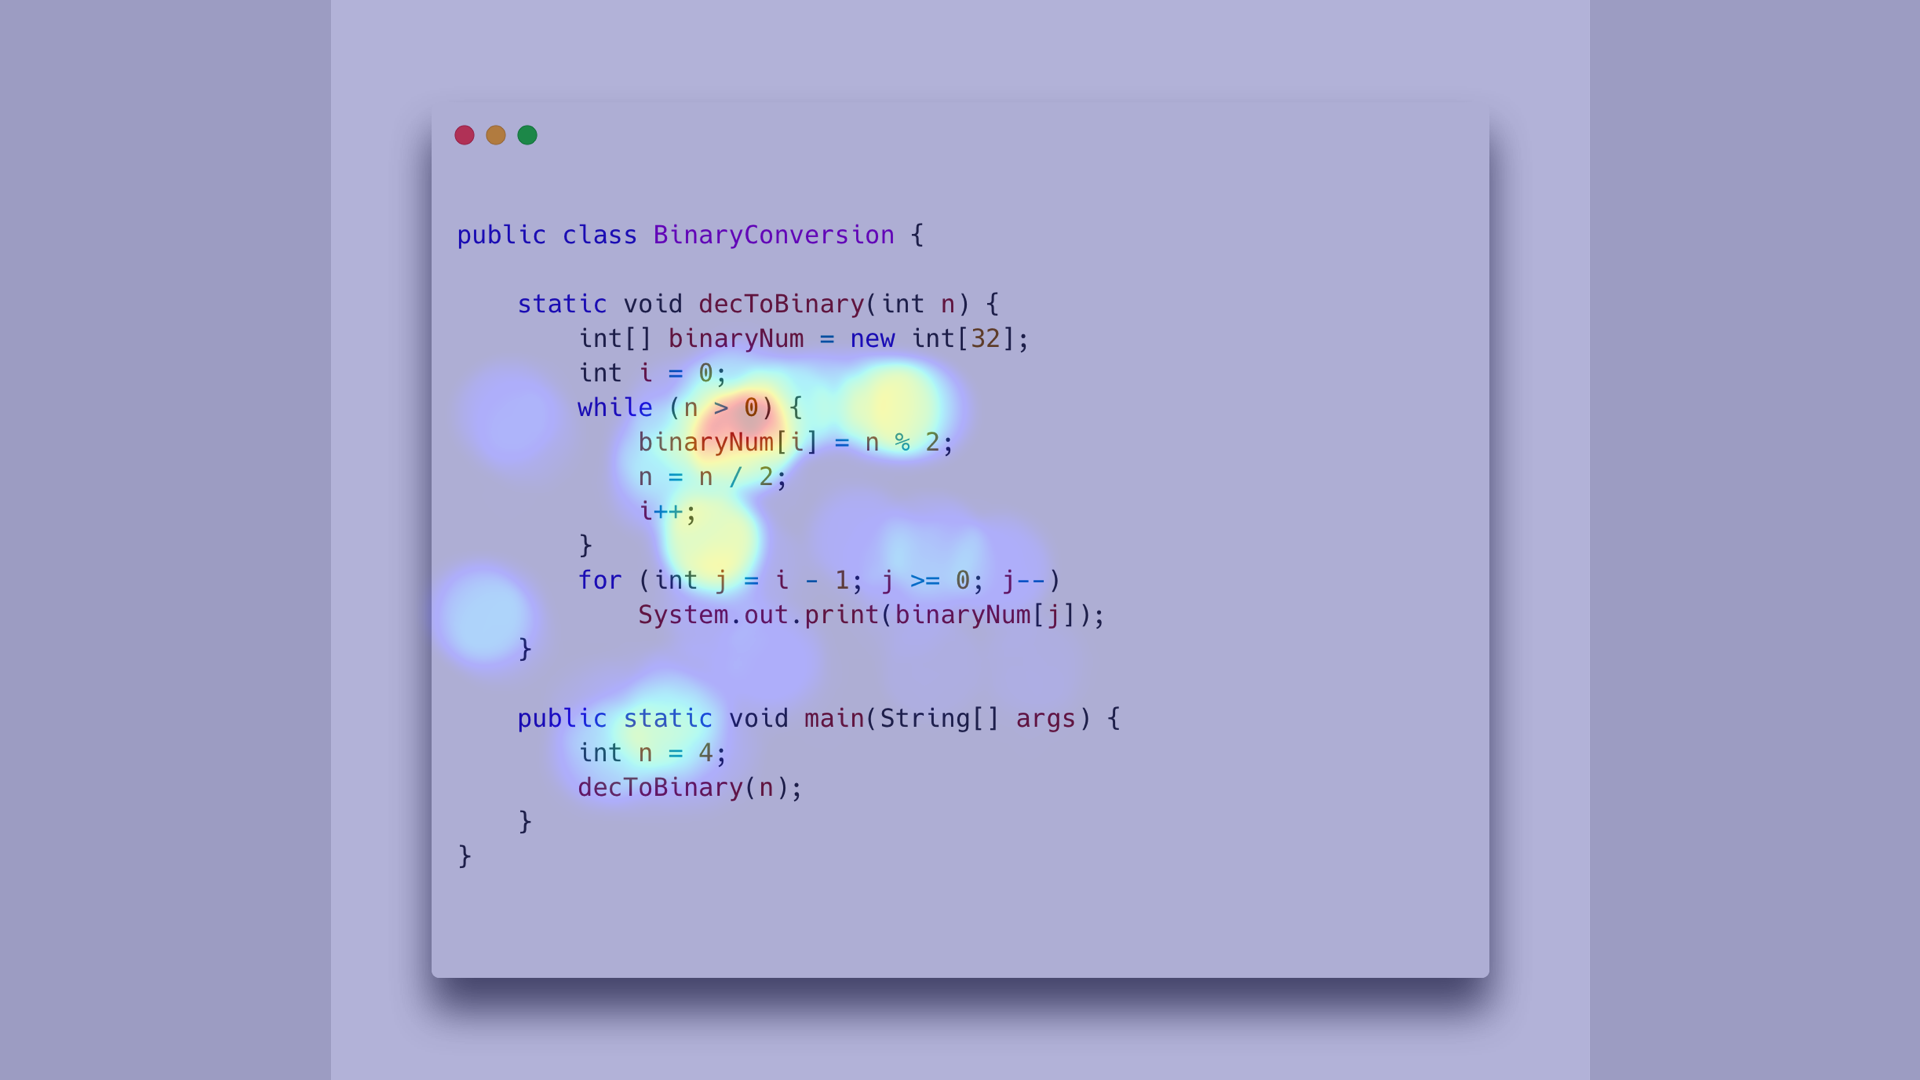 public class BinaryConversion {
static void decToBinary(int n) {
int[] binaryNum = new int[32];
int i = 0;
while (n > 0) {
binaryNum[i] = n % 2;
n = n / 2;
i++;
}
for (int j = i - 1; j >= 0; j--)
System.out.print(binaryNum[j]);
}
public static void main(String[] args) {
int n = 4;
decToBinary(n);
}
}